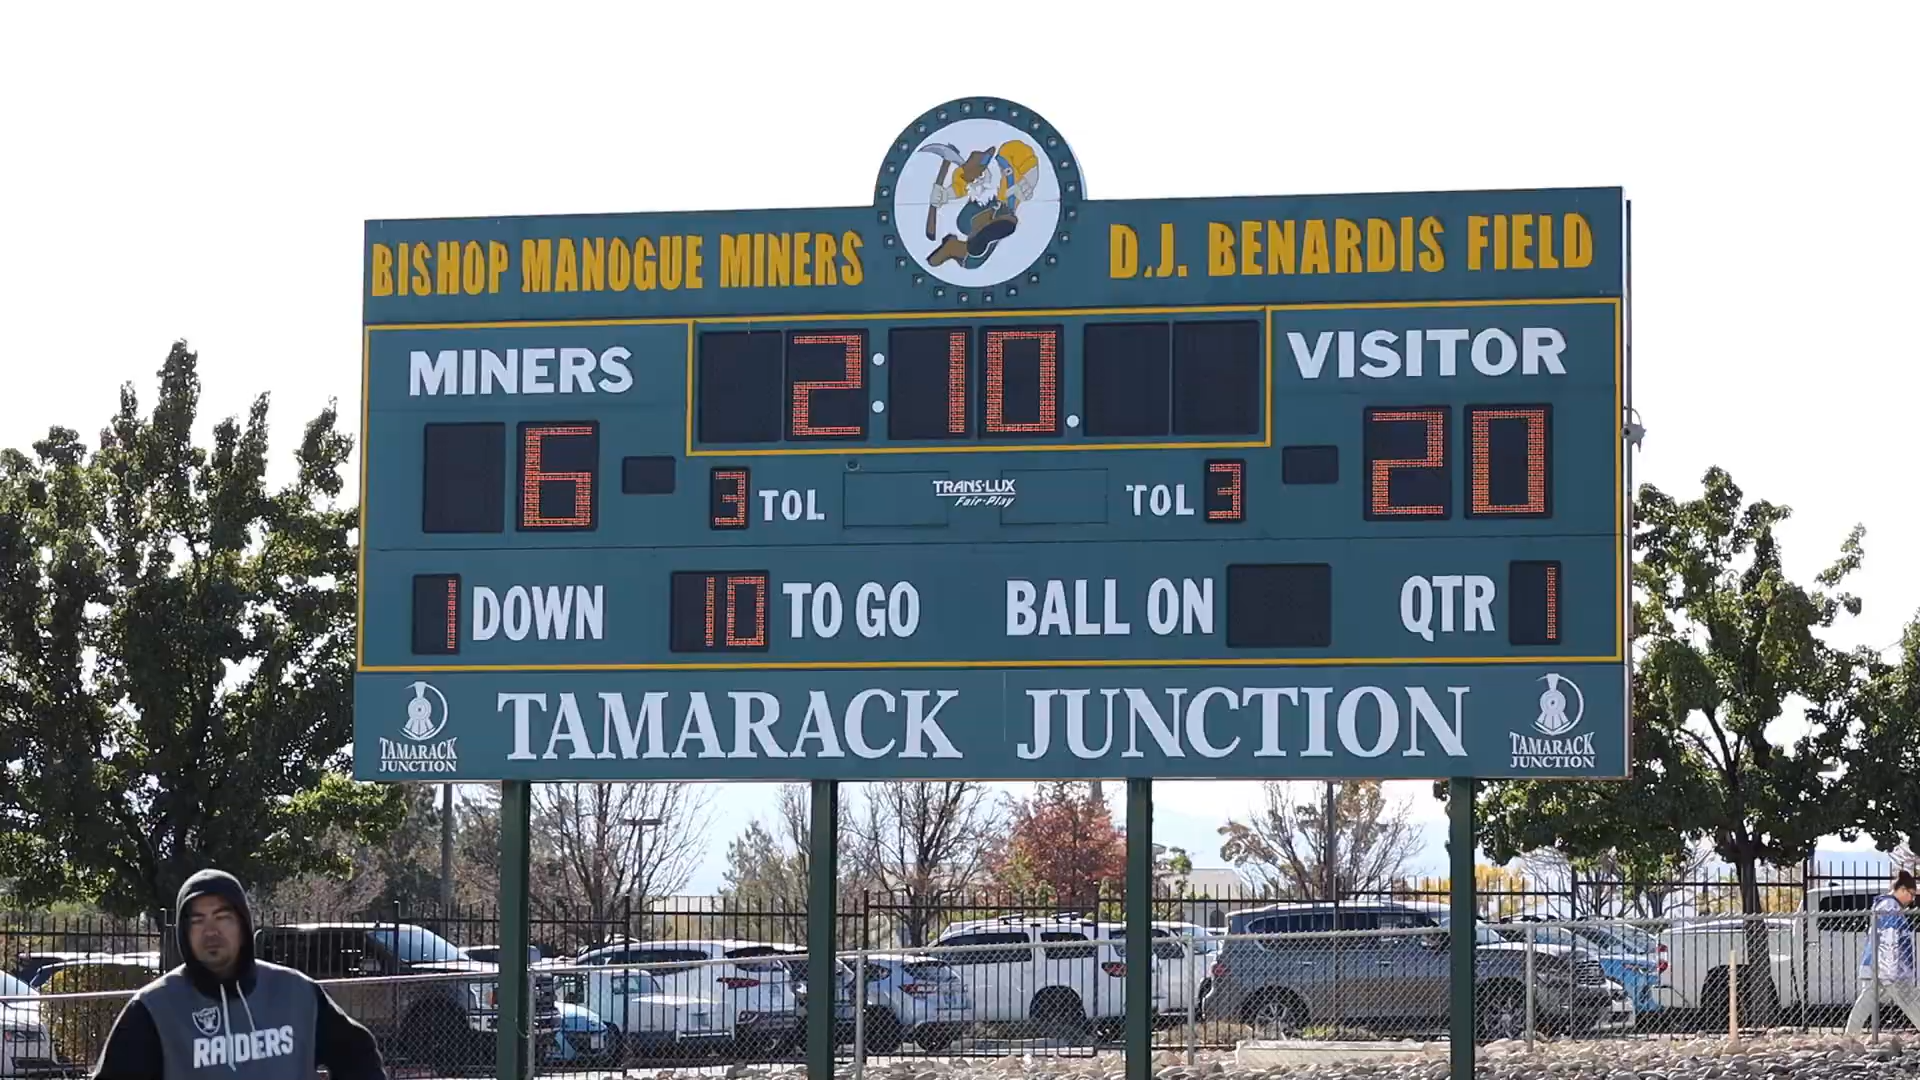 BISHOP MANOGUE MINERS D.J. BENARDIS FIELD
MINERS 2:10. VISITOR
6 3 TOL TRANS-LUX TOL 3 20
Fair-Play
1 DOWN 10 TO GO BALL ON QTR 1
TAMARACK JUNCTION TAMARACK JUNCTION TAMARACK JUNCTION
RAIDERS